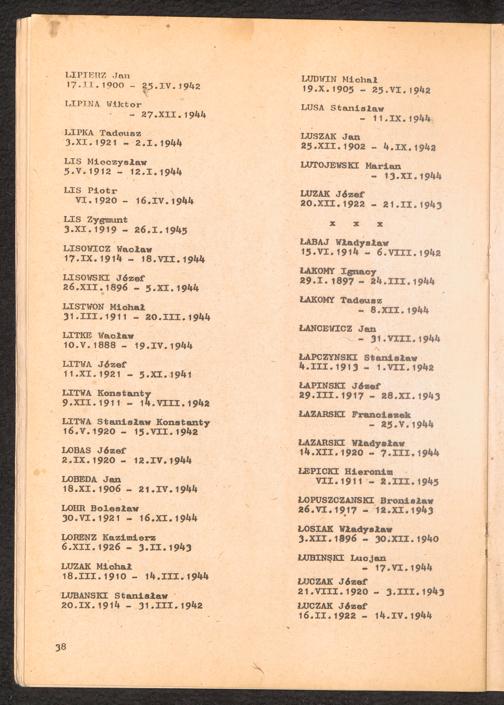 LIPIERZ Jan
17.II.1900 - 25.IV.1942
LIPINA Wiktor
- 27.XII.1944
LIPKA Tadeusz
3.XI.1921 - 2.I.1944
LIS Mieczysław
5.V.1912 - 12.I.1944
LIS Piotr
VI.1920 - 16.IV.1944
LIS Zygmunt
3.XI.1919 - 26.I.1945
LISOWICZ Wacław
17.IX.1914 - 18.VII.1944
LISOWSKI Józef
26.XII.1896 - 5.XI.1944
LISTWON Michał
31.III.1911 - 20.III.1944
LITKE Wacław
10.V.1888 - 19.IV.1944
LITWA Józef
11.XI.1921 - 5.XI.1941
LITWA Konstanty
9.XII.1911 - 14.VIII.1942
LITWA Stanisław Konstanty
16.V.1920 - 15.VII.1942
LOBAS Józef
2.IX.1920 - 12.IV.1944
LOBEDA Jan
18.XI.1906 - 21.IV.1944
LOHR Bolesław
30.VI.1921 - 16.XI.1944
LORENZ Kazimierz
6.XII.1926 - 3.II.1943
LUZAK Michał
18.III.1910 - 14.III.1944
LUBANSKI Stanisław
20.IX.1914 - 31.III.1942
38
LUDWIN Michał
19.X.1905 - 25.VI.1942
LUSA Stanisław
- 11.IX.1944
LUSZAK Jan
25.XII.1902 - 4.IX.1942
LUTOJEWSKI Marian
- 13.XI.1944
LUZAK Józef
20.XII.1922 - 21.II.1943
x x x
ŁABAJ Władysław
15.VI.1914 - 6.VIII.1942
ŁAKOMY Ignacy
29.I.1897 - 24.III.1944
ŁAKOMY Tadeusz
- 8.XII.1944
ŁANCEWICZ Jan
- 31.VIII.1944
ŁAPCZYNSKI Stanisław
4.III.1913 - 1.VII.1942
ŁAPINSKI Józef
29.III.1917 - 28.XI.1943
ŁAZARSKI Franciszek
- 25.V.1944
ŁAZARSKI Władysław
14.XII.1920 - 7.III.1944
ŁEPICKI Hieronim
VII.1911 - 2.III.1945
ŁOPUSZCZANSKI Bronisław
26.VI.1917 - 12.XI.1943
ŁOSIAK Władysław
3.XII.1896 - 30.XII.1940
ŁUBINSKI Lucjan
- 17.VI.1944
ŁUCZAK Józef
21.VIII.1920 - 3.III.1943
ŁUCZAK Józef
16.II.1922 - 14.IV.1944